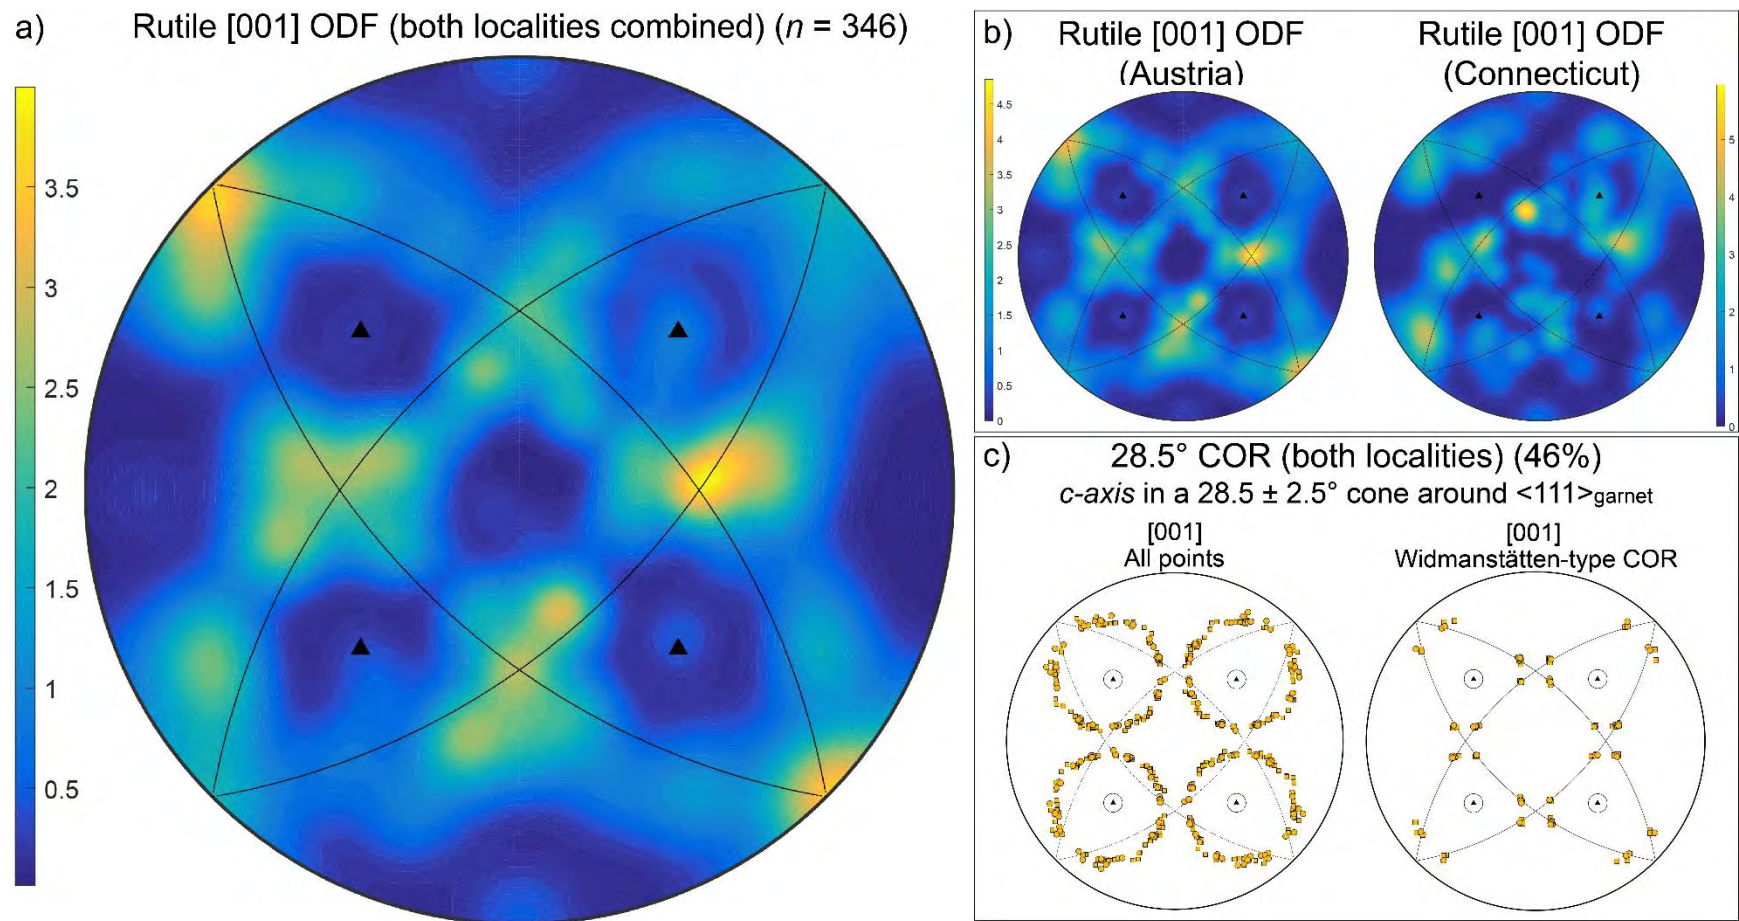 a)
Rutile [001] ODF (both localities combined) (n = 346)
3.5
3
2.5
2
1.5
1
0.5
b)
Rutile [001] ODF
(Austria)
4.5
4
3.5
3
2.5
2
1.5
1
0.5
0
Rutile [001] ODF
(Connecticut)
5
4
3
2
1
0
c)
28.5° COR (both localities) (46%)
c-axis in a 28.5 ± 2.5° cone around <111>garnet
[001]
All points
[001]
Widmanstätten-type COR